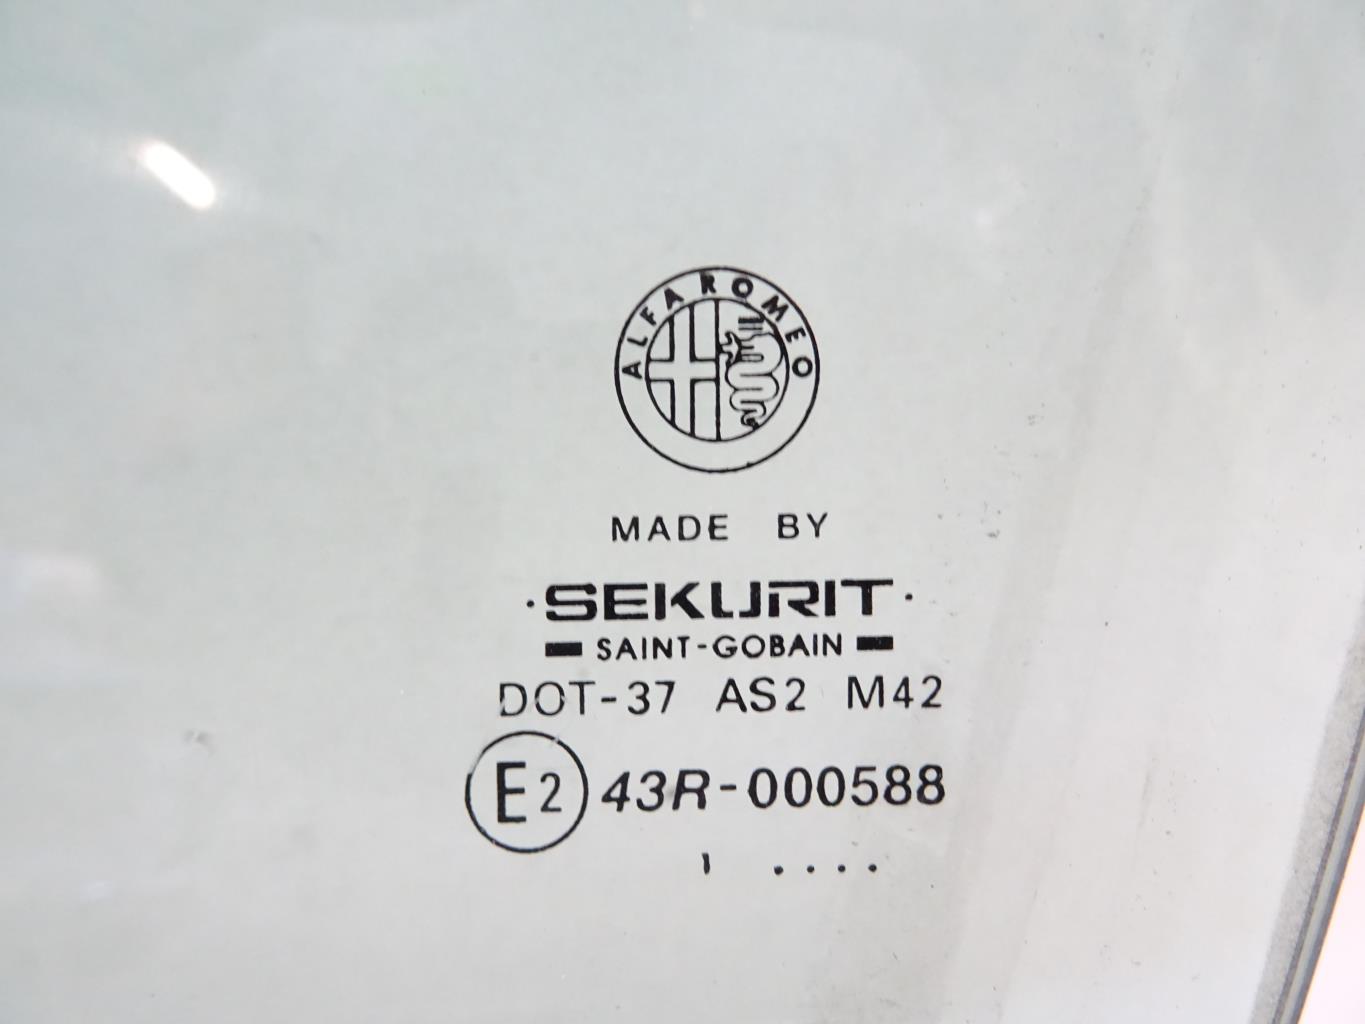 ALFA ROMEO
MADE BY
·SEKURIT·
SAINT-GOBAIN
DOT-37 AS2 M42
E2 43R-000588
ı ....